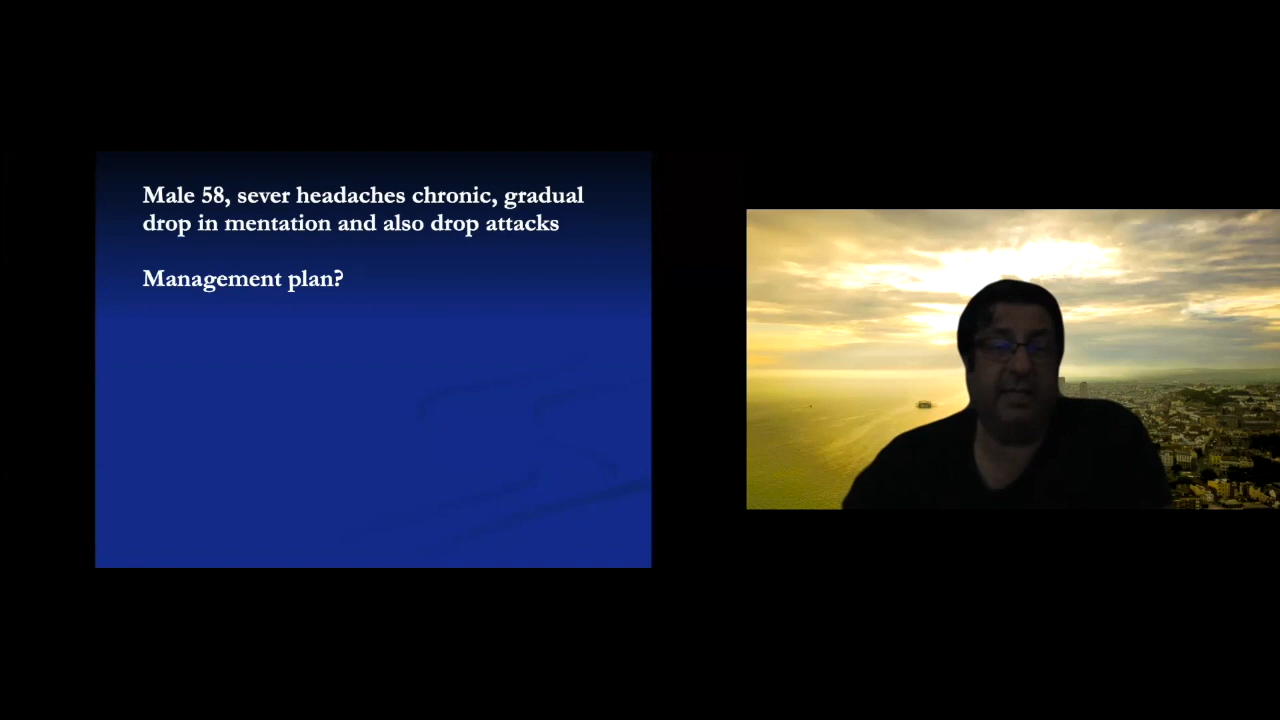 Male 58, sever headaches chronic, gradual
drop in mentation and also drop attacks
Management plan?